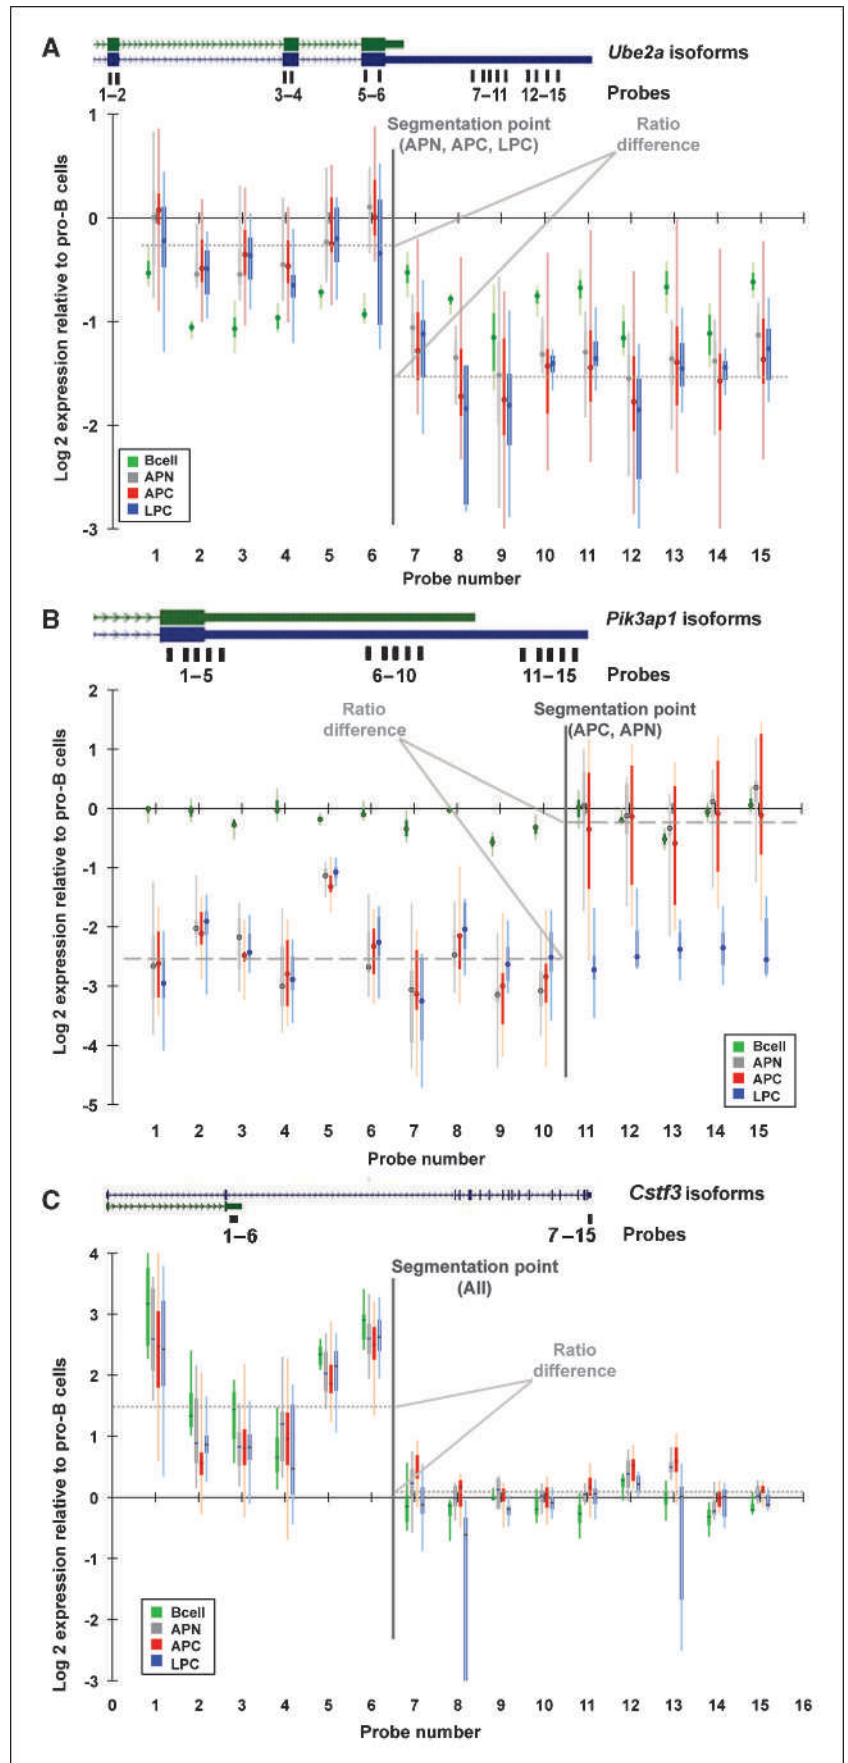 A
Ube2a isoforms
1–2
3–4
5–6
7–11
12–15
Probes
Segmentation point
(APN, APC, LPC)
Ratio
difference
Log 2 expression relative to pro-B cells
1
0
-1
-2
-3
Bcell
APN
APC
LPC
1 2 3 4 5 6 7 8 9 10 11 12 13 14 15
Probe number
B
Pik3ap1 isoforms
1–5
6–10
11–15
Probes
Ratio
difference
Segmentation point
(APC, APN)
Log 2 expression relative to pro-B cells
2
1
0
-1
-2
-3
-4
-5
Bcell
APN
APC
LPC
1 2 3 4 5 6 7 8 9 10 11 12 13 14 15
Probe number
C
Cstf3 isoforms
1–6
7–15
Probes
Segmentation point
(All)
Ratio
difference
Log 2 expression relative to pro-B cells
4
3
2
1
0
-1
-2
-3
Bcell
APN
APC
LPC
0 1 2 3 4 5 6 7 8 9 10 11 12 13 14 15 16
Probe number